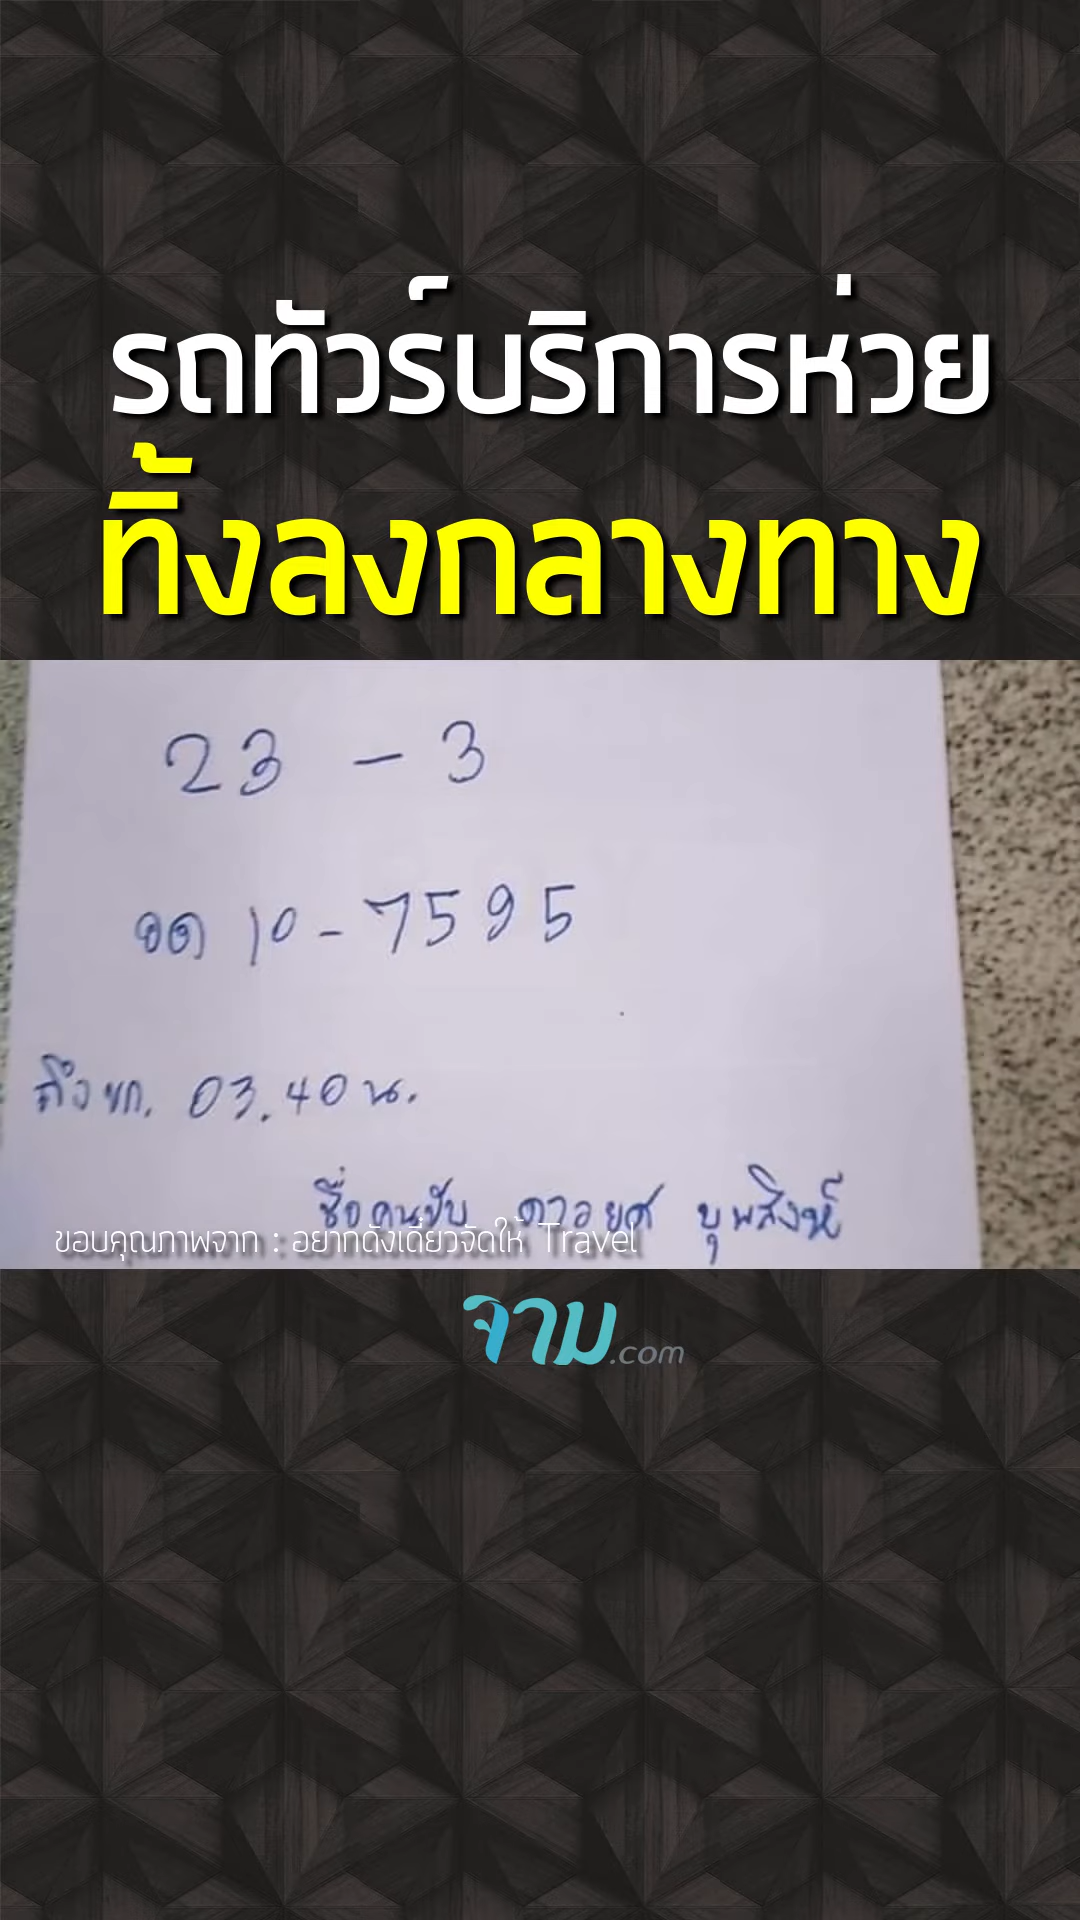 รถทัวร์บริการห่วย
ทิ้งลงกลางทาง
23 - 3
10 - 7595
ถึง ขก. 03.40 น.
ชื่อคนขับ
ขอบคุณภาพจาก : อยากดังเดี๋ยวจัดให้ Travel
จาม.com